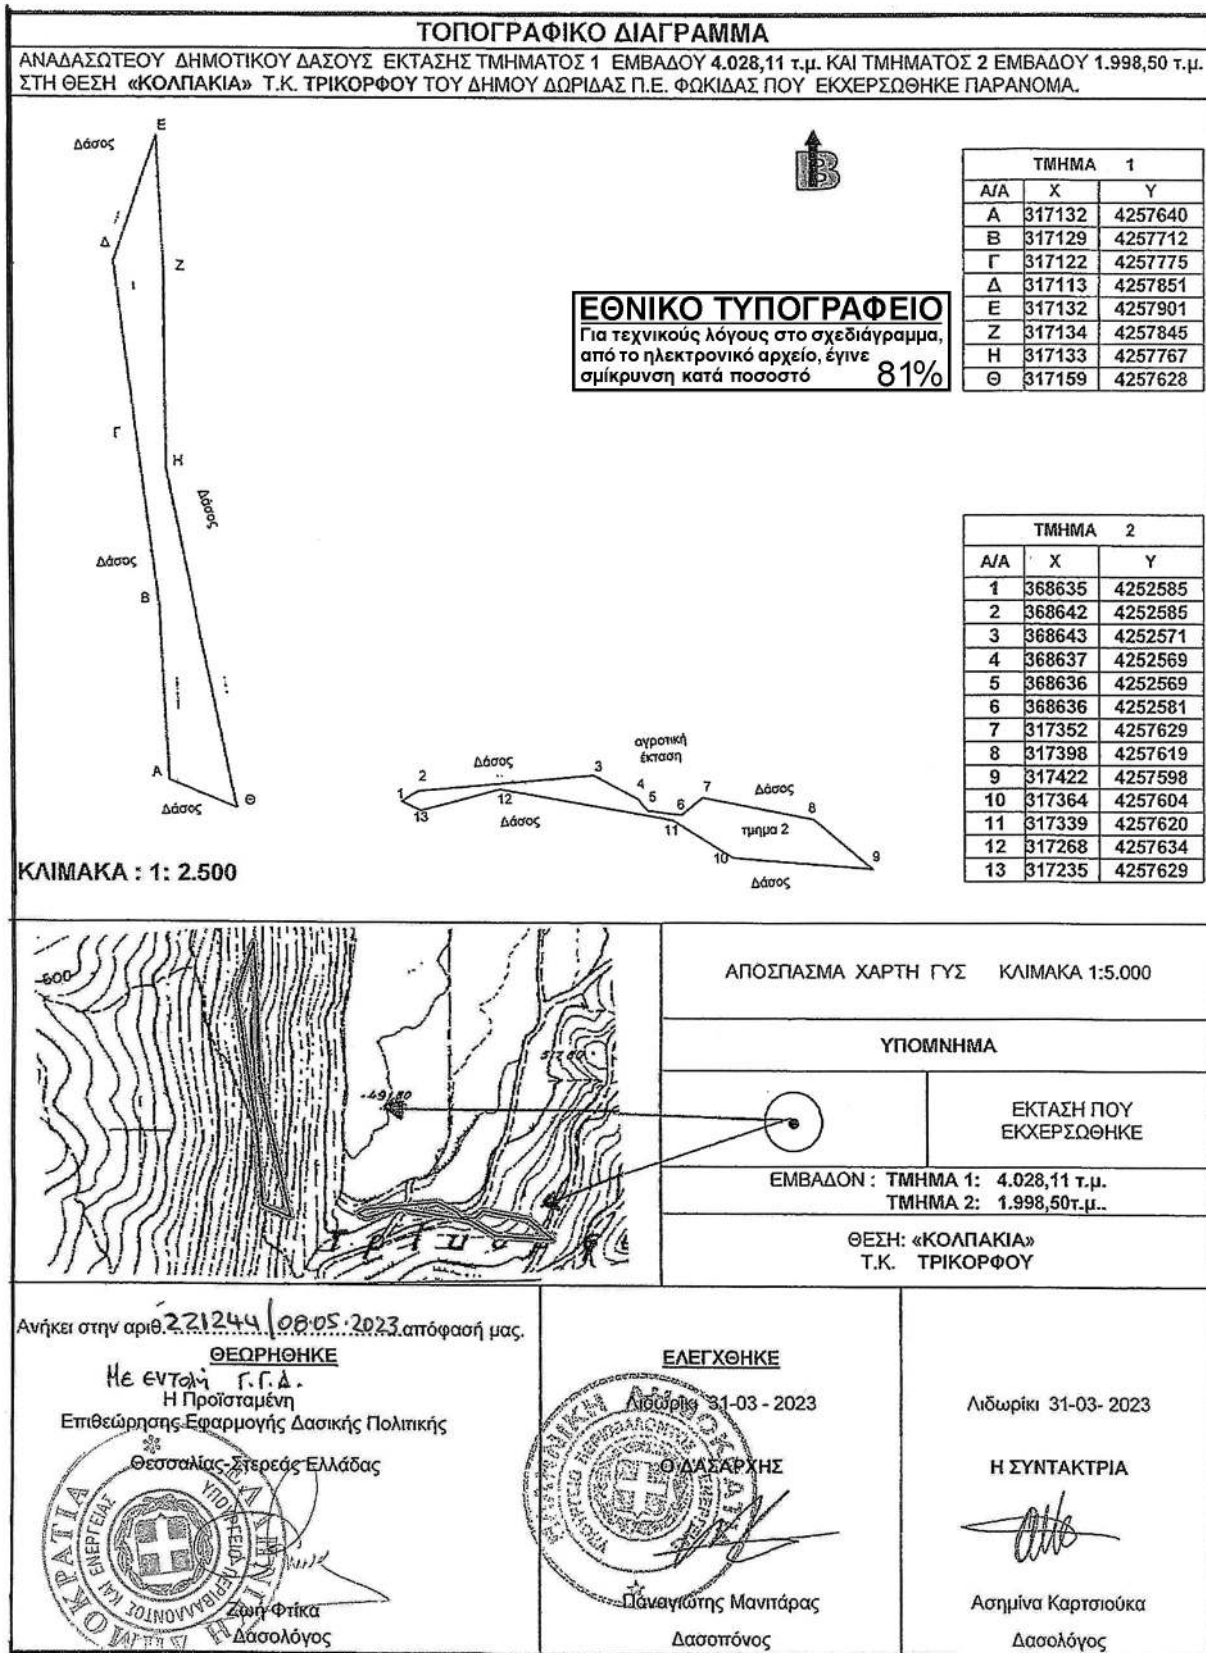 ΤΟΠΟΓΡΑΦΙΚΟ ΔΙΑΓΡΑΜΜΑ
ΑΝΑΔΑΣΩΤΕΟΥ ΔΗΜΟΤΙΚΟΥ ΔΑΣΟΥΣ ΕΚΤΑΣΗΣ ΤΜΗΜΑΤΟΣ 1 ΕΜΒΑΔΟΥ 4.028,11 τ.μ. ΚΑΙ ΤΜΗΜΑΤΟΣ 2 ΕΜΒΑΔΟΥ 1.998,50 τ.μ.
ΣΤΗ ΘΕΣΗ «ΚΟΛΠΑΚΙΑ» Τ.Κ. ΤΡΙΚΟΡΦΟΥ ΤΟΥ ΔΗΜΟΥ ΔΩΡΙΔΑΣ Π.Ε. ΦΩΚΙΔΑΣ ΠΟΥ ΕΚΧΕΡΣΩΘΗΚΕ ΠΑΡΑΝΟΜΑ.
Ε
Δάσος
Δ
Ζ
Γ
Η
Δάσος
Δάσος
Β
Α
Θ
Δάσος
Β
ΕΘΝΙΚΟ ΤΥΠΟΓΡΑΦΕΙΟ
Για τεχνικούς λόγους στο σχεδιάγραμμα,
από το ηλεκτρονικό αρχείο, έγινε
σμίκρυνση κατά ποσοστό 81%
ΤΜΗΜΑ 1
Α/Α Χ Υ
Α 317132 4257640
Β 317129 4257712
Γ 317122 4257775
Δ 317113 4257851
Ε 317132 4257901
Ζ 317134 4257845
Η 317133 4257767
Θ 317159 4257628
ΤΜΗΜΑ 2
Α/Α Χ Υ
1 368635 4252585
2 368642 4252585
3 368643 4252571
4 368637 4252569
5 368636 4252569
6 368636 4252581
7 317352 4257629
8 317398 4257619
9 317422 4257598
10 317364 4257604
11 317339 4257620
12 317268 4257634
13 317235 4257629
αγροτική
έκταση
Δάσος
1
2
3
4
5
6
7
Δάσος
8
13
12
Δάσος
11
τμημα 2
10
9
Δάσος
ΚΛΙΜΑΚΑ : 1: 2.500
500
ΑΠΟΣΠΑΣΜΑ ΧΑΡΤΗ ΓΥΣ ΚΛΙΜΑΚΑ 1:5.000
ΥΠΟΜΝΗΜΑ
ΕΚΤΑΣΗ ΠΟΥ
ΕΚΧΕΡΣΩΘΗΚΕ
ΕΜΒΑΔΟΝ : ΤΜΗΜΑ 1: 4.028,11 τ.μ.
ΤΜΗΜΑ 2: 1.998,50τ.μ..
ΘΕΣΗ: «ΚΟΛΠΑΚΙΑ»
Τ.Κ. ΤΡΙΚΟΡΦΟΥ
Ανήκει στην αριθ. 221244/08.05.2023 απόφασή μας.
ΘΕΩΡΗΘΗΚΕ
Με εντολή Γ.Γ.Δ.
Η Προϊσταμένη
Επιθεώρησης Εφαρμογής Δασικής Πολιτικής
Θεσσαλίας-Στερεάς Ελλάδας
ΕΛΛΗΝΙΚΗ ΔΗΜΟΚΡΑΤΙΑ
ΥΠΟΥΡΓΕΙΟ ΠΕΡΙΒΑΛΛΟΝΤΟΣ ΚΑΙ ΕΝΕΡΓΕΙΑΣ
Ζωή Φτίκα
Δασολόγος
ΕΛΕΓΧΘΗΚΕ
Λιδωρίκι 31-03 - 2023
Ο ΔΑΣΑΡΧΗΣ
Παναγιώτης Μανιτάρας
Δασοπόνος
Λιδωρίκι 31-03- 2023
Η ΣΥΝΤΑΚΤΡΙΑ
Ασημίνα Καρτσιούκα
Δασολόγος